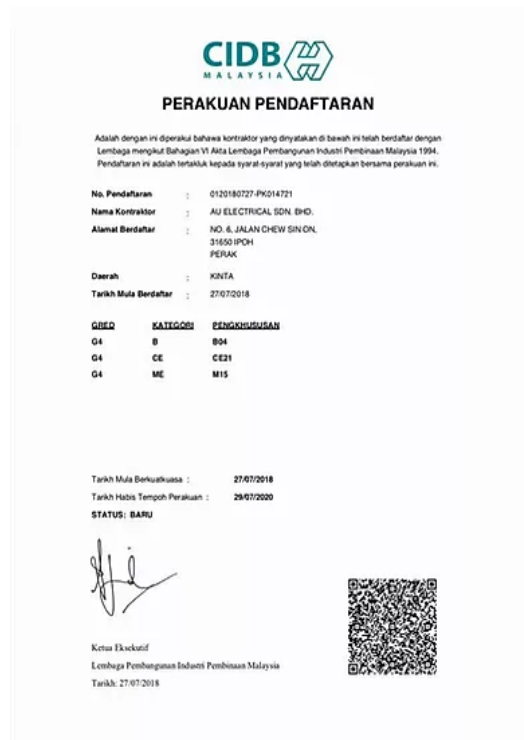 CIDB
MALAYSIA
PERAKUAN PENDAFTARAN
Adalah dengan ini diperakui bahawa kontraktor yang dinyatakan di bawah ini telah berdaftar dengan
Lembaga mengikut Bahagian VI Akta Lembaga Pembangunan Industri Pembinaan Malaysia 1994.
Pendaftaran ini adalah tertakluk kepada syarat-syarat yang telah ditetapkan bersama perakuan ini.
No. Pendaftaran : 0120180727-PK014721
Nama Kontraktor : AU ELECTRICAL SDN. BHD.
Alamat Berdaftar : NO. 6, JALAN CHEW SIN ON,
31650 IPOH
PERAK
Daerah : KINTA
Tarikh Mula Berdaftar : 27/07/2018
GRED KATEGORI PENGKHUSUSAN
G4 B B04
G4 CE CE21
G4 ME M15
Tarikh Mula Berkuatkuasa : 27/07/2018
Tarikh Habis Tempoh Perakuan : 29/07/2020
STATUS: BARU
Ketua Eksekutif
Lembaga Pembangunan Industri Pembinaan Malaysia
Tarikh: 27/07/2018